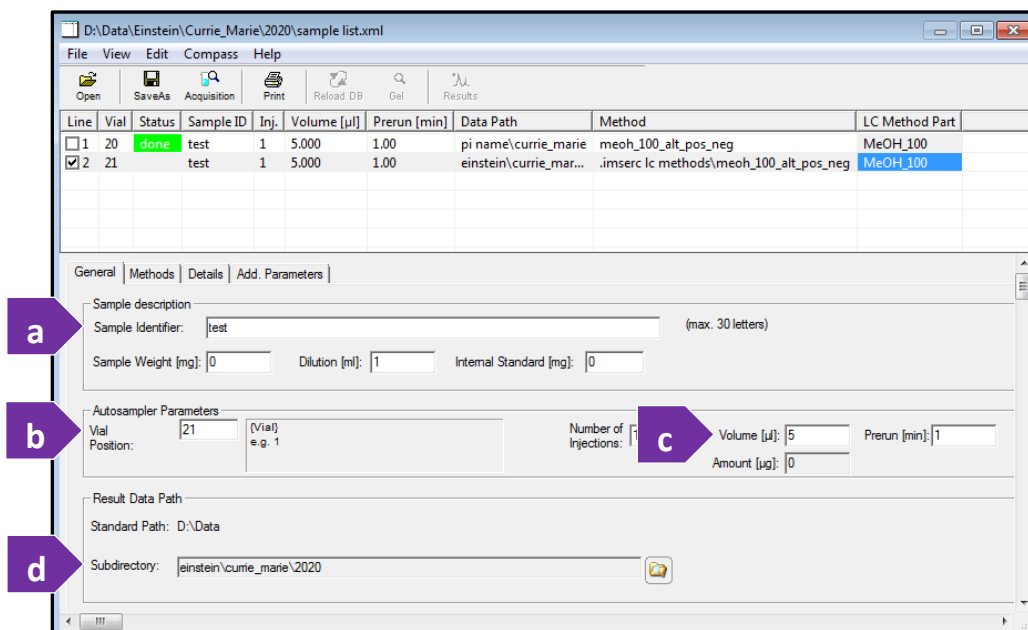 D:\Data\Einstein\Currie_Marie\2020\sample list.xml
File View Edit Compass Help
Open SaveAs Acquisition Print Reload DB Gel Results
Line Vial Status Sample ID Inj. Volume [µl] Prerun [min] Data Path Method LC Method Part
1 20 done test 1 5.000 1.00 pi name\currie_marie meoh_100_alt_pos_neg MeOH_100
2 21 test 1 5.000 1.00 einstein\currie_mar... .imserc lc methods\meoh_100_alt_pos_neg MeOH_100
General Methods Details Add. Parameters
Sample description
a Sample Identifier: test (max. 30 letters)
Sample Weight [mg]: 0 Dilution [ml]: 1 Internal Standard [mg]: 0
Autosampler Parameters
b Vial Position: 21 {Vial} e.g. 1 Number of Injections: 1 c Volume [µl]: 5 Prerun [min]: 1
Amount [µg]: 0
Result Data Path
Standard Path: D:\Data
d Subdirectory: einstein\currie_marie\2020